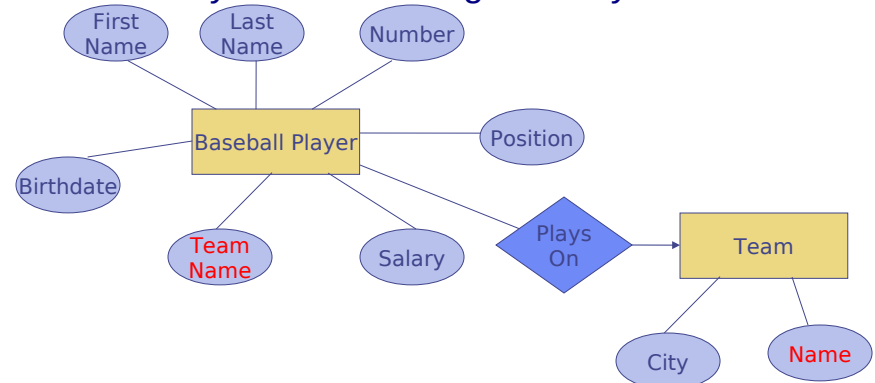 First
Name
Last
Name
Number
Baseball Player
Position
Birthdate
Team
Name
Salary
Plays
On
Team
City
Name